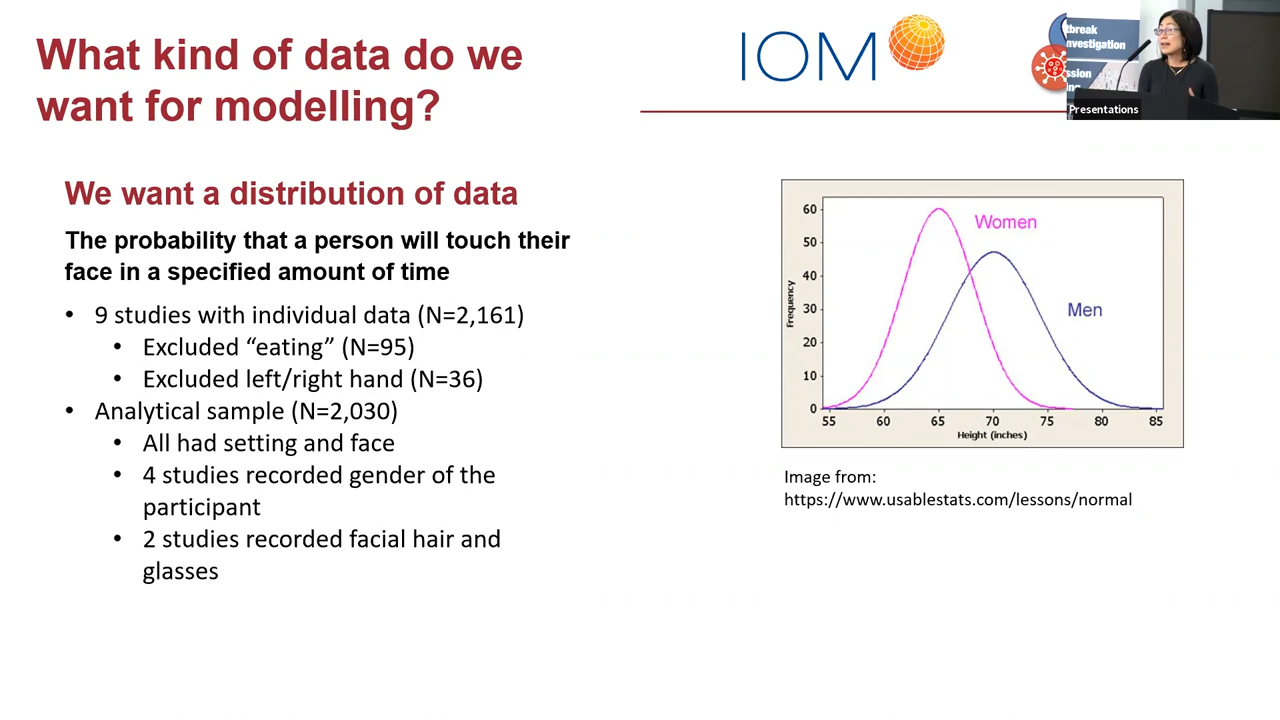 What kind of data do we
want for modelling?
IOM
tbreak
nvestigation
ssion
Presentations
We want a distribution of data
The probability that a person will touch their
face in a specified amount of time
• 9 studies with individual data (N=2,161)
• Excluded “eating” (N=95)
• Excluded left/right hand (N=36)
• Analytical sample (N=2,030)
• All had setting and face
• 4 studies recorded gender of the
participant
• 2 studies recorded facial hair and
glasses
60
50
40
30
20
10
0
Frequency
Women
Men
55 60 65 70 75 80 85
Height (inches)
Image from:
https://www.usablestats.com/lessons/normal